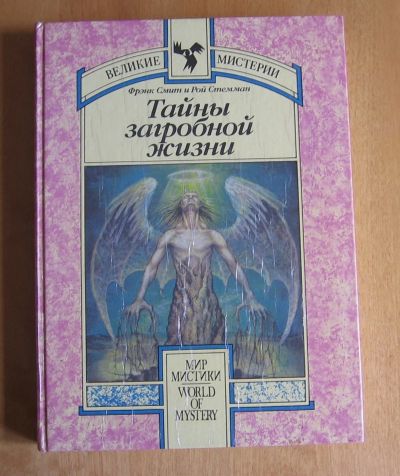 ВЕЛИКИЕ МИСТЕРИИ
Фрэнк Смит и Рой Стемман
Тайны
загробной
жизни
МИР
МИСТИКИ
WORLD
OF
MYSTERY